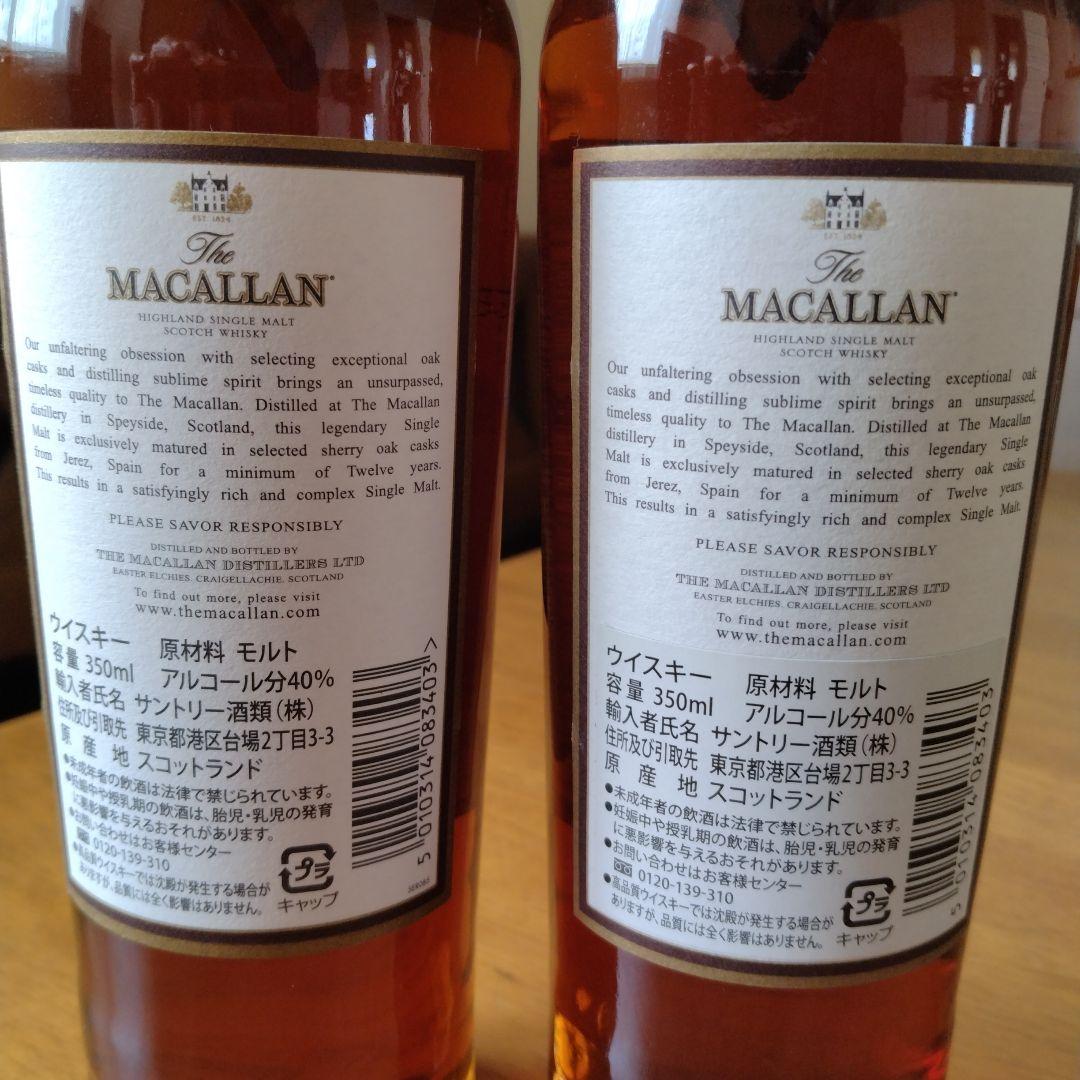 EST. 1824
The
MACALLAN
HIGHLAND SINGLE MALT
SCOTCH WHISKY
Our unfaltering obsession with selecting exceptional oak
casks and distilling sublime spirit brings an unsurpassed,
timeless quality to The Macallan. Distilled at The Macallan
distillery in Speyside, Scotland, this legendary Single
Malt is exclusively matured in selected sherry oak casks
from Jerez, Spain for a minimum of Twelve years.
This results in a satisfyingly rich and complex Single Malt.
PLEASE SAVOR RESPONSIBLY
DISTILLED AND BOTTLED BY
THE MACALLAN DISTILLERS LTD
EASTER ELCHIES, CRAIGELLACHIE, SCOTLAND
To find out more, please visit
www.themacallan.com
ウイスキー 原材料 モルト
容量 350ml アルコール分40%
輸入者氏名 サントリー酒類(株)
住所及び引取先 東京都港区台場2丁目3-3
原産地 スコットランド
●未成年者の飲酒は法律で禁じられています。
●妊娠中や授乳期の飲酒は、胎児・乳児の発育
に悪影響を与えるおそれがあります。
●お問い合わせはお客様センター
0120-139-310
●高品質ウイスキーでは沈殿が発生する場合が
ありますが、品質には全く影響はありません。
プラ
キャップ
5010314083403 >
EST. 1824
The
MACALLAN
HIGHLAND SINGLE MALT
SCOTCH WHISKY
Our unfaltering obsession with selecting exceptional oak
casks and distilling sublime spirit brings an unsurpassed,
timeless quality to The Macallan. Distilled at The Macallan
distillery in Speyside, Scotland, this legendary Single
Malt is exclusively matured in selected sherry oak casks
from Jerez, Spain for a minimum of Twelve years.
This results in a satisfyingly rich and complex Single Malt.
PLEASE SAVOR RESPONSIBLY
DISTILLED AND BOTTLED BY
THE MACALLAN DISTILLERS LTD
EASTER ELCHIES, CRAIGELLACHIE, SCOTLAND
To find out more, please visit
www.themacallan.com
ウイスキー 原材料 モルト
容量 350ml アルコール分40%
輸入者氏名 サントリー酒類(株)
住所及び引取先 東京都港区台場2丁目3-3
原産地 スコットランド
●未成年者の飲酒は法律で禁じられています。
●妊娠中や授乳期の飲酒は、胎児・乳児の発育
に悪影響を与えるおそれがあります。
●お問い合わせはお客様センター
0120-139-310
●高品質ウイスキーでは沈殿が発生する場合が
ありますが、品質には全く影響はありません。
プラ
キャップ
5010314083403